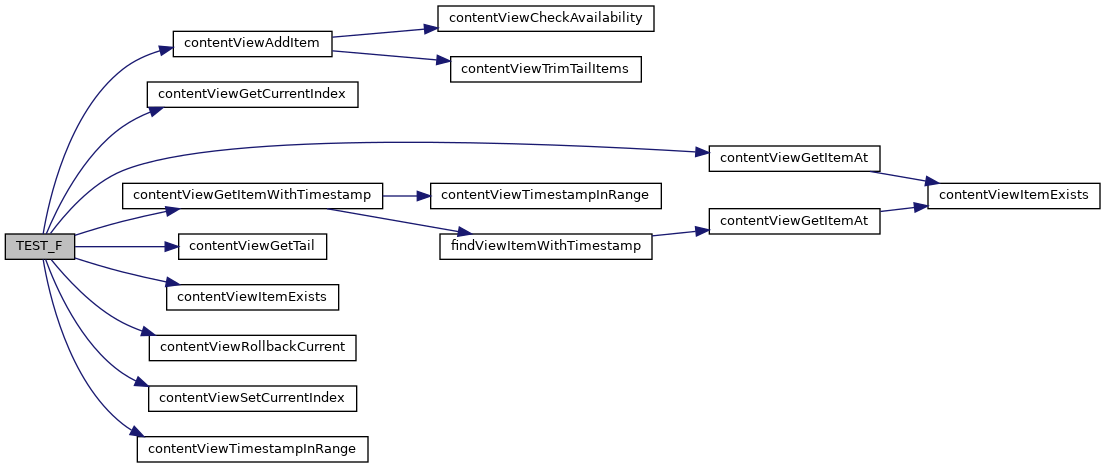 contentViewCheckAvailability
contentViewAddItem
contentViewTrimTailItems
contentViewGetCurrentIndex
contentViewGetItemAt
contentViewGetItemWithTimestamp
contentViewTimestampInRange
contentViewItemExists
contentViewGetItemAt
TEST_F
contentViewGetTail
findViewItemWithTimestamp
contentViewItemExists
contentViewRollbackCurrent
contentViewSetCurrentIndex
contentViewTimestampInRange